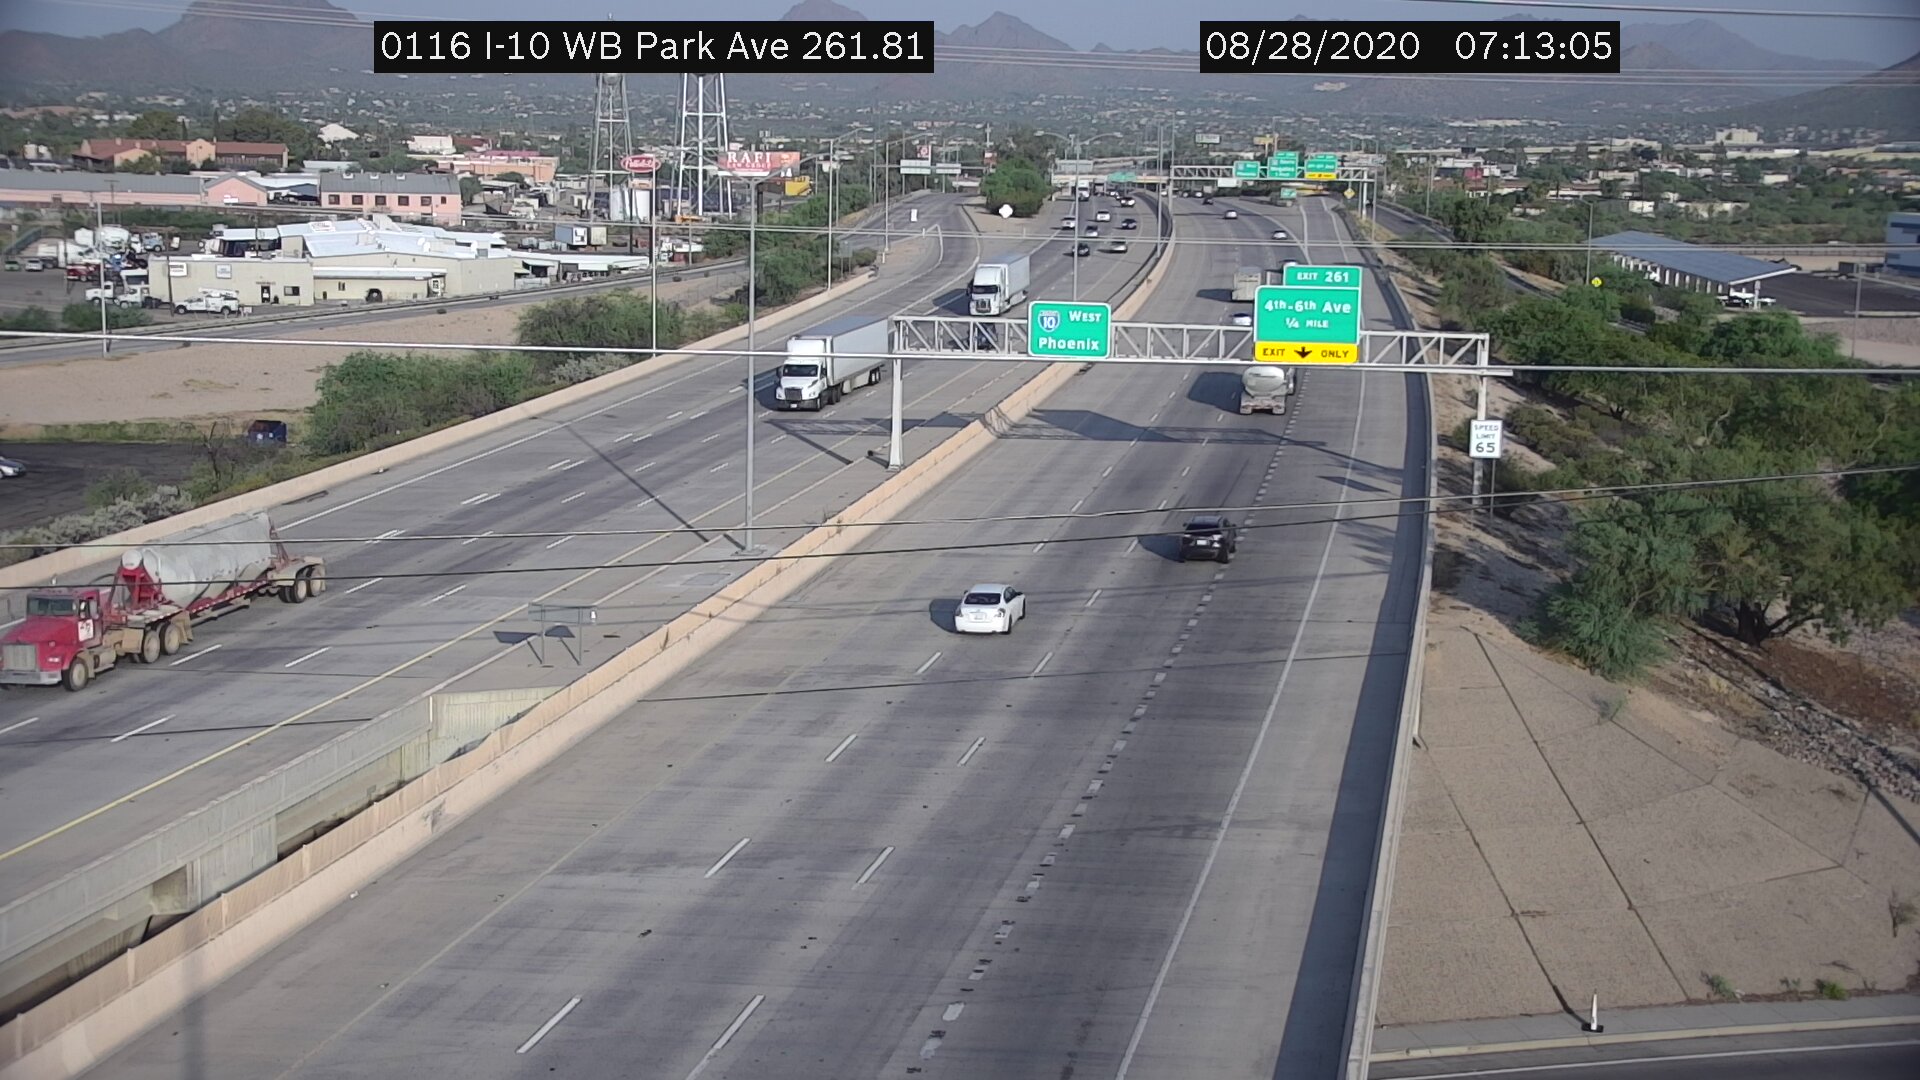 0116 I-10 WB Park Ave 261.81
08/28/2020 07:13:05
RAFI
EXIT 261
4th-6th Ave
1/4 MILE
EXIT ONLY
10 WEST
Phoenix
SPEED
LIMIT
65